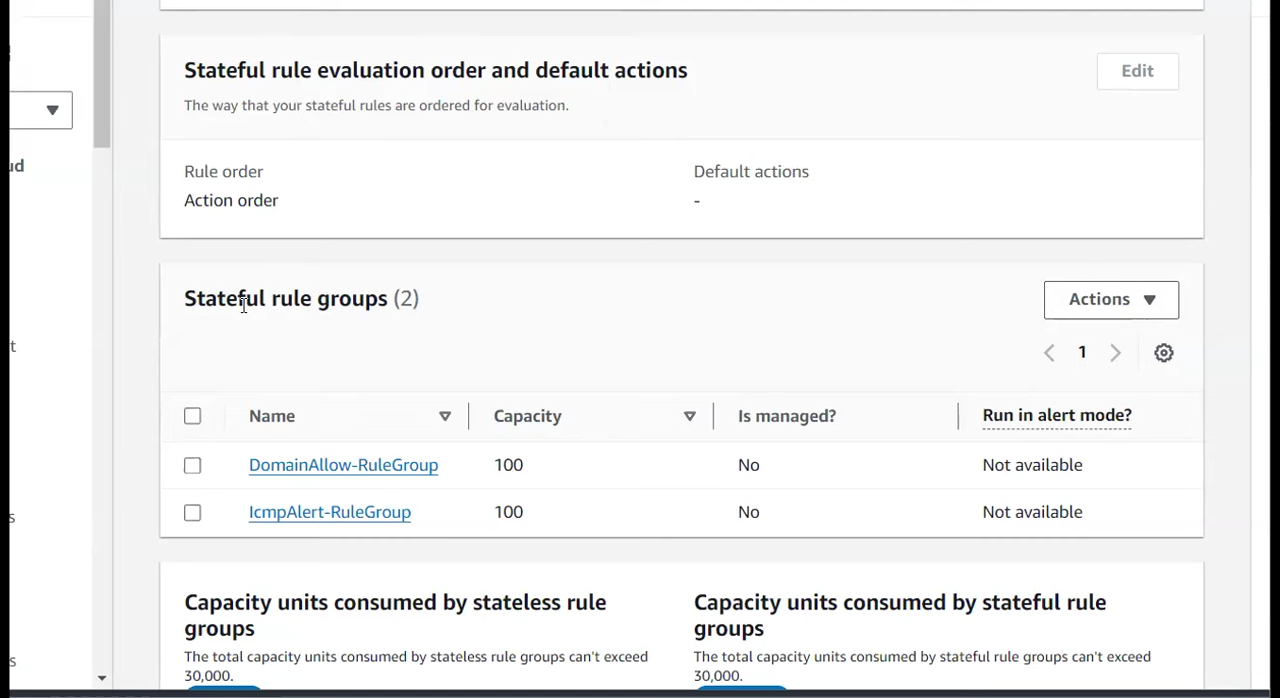 Stateful rule evaluation order and default actions
Edit
The way that your stateful rules are ordered for evaluation.
ud
Rule order
Default actions
Action order
-
Stateful rule groups (2)
Actions
1
t
Name
Capacity
Is managed?
Run in alert mode?
DomainAllow-RuleGroup
100
No
Not available
IcmpAlert-RuleGroup
100
No
Not available
s
Capacity units consumed by stateless rule
groups
The total capacity units consumed by stateless rule groups can't exceed
30,000.
Capacity units consumed by stateful rule
groups
The total capacity units consumed by stateful rule groups can't exceed
30,000.
s